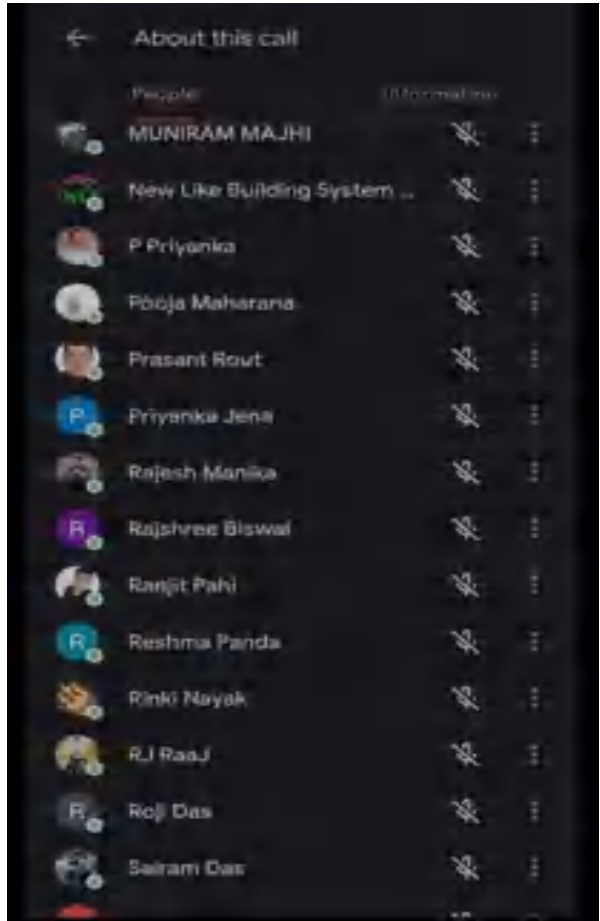 About this call
People Information
MUNIRAM MAJHI
New Like Building System ...
P Priyanka
Pooja Maharana
Prasant Rout
P Priyanka Jena
Rajesh Manika
R Rajshree Biswal
Ranjit Pahi
R Reshma Panda
Rinki Nayak
RJ RaaJ
R Roji Das
Sairam Das